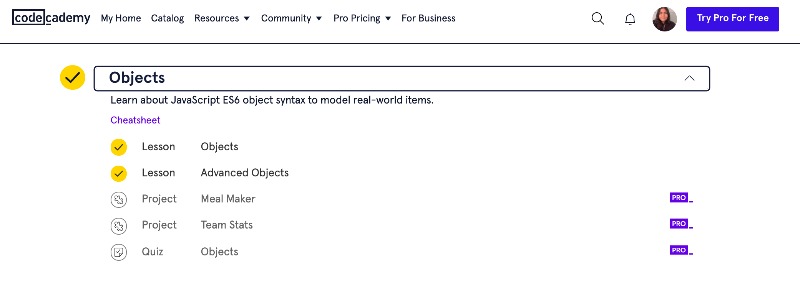 codecademy My Home Catalog Resources Community Pro Pricing For Business Try Pro For Free
Objects
Learn about JavaScript ES6 object syntax to model real-world items.
Cheatsheet
Lesson Objects
Lesson Advanced Objects
Project Meal Maker PRO
Project Team Stats PRO
Quiz Objects PRO